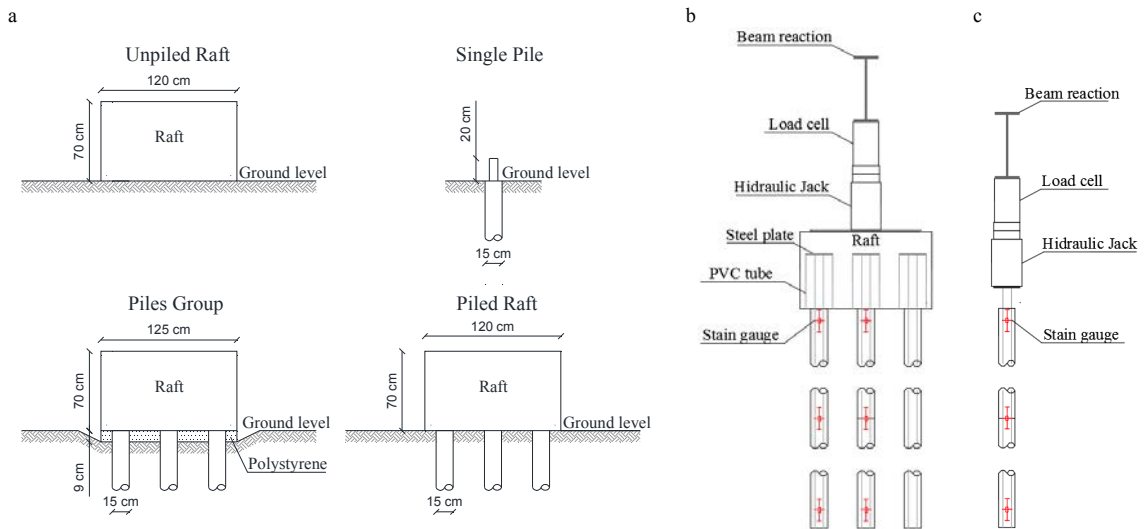 a
Unpiled Raft
120 cm
70 cm
Raft
Ground level
Single Pile
20 cm
Ground level
15 cm
Piles Group
125 cm
70 cm
Raft
Ground level
9 cm
Polystyrene
15 cm
Piled Raft
120 cm
70 cm
Raft
Ground level
15 cm
b
Beam reaction
Load cell
Hidraulic Jack
Steel plate
Raft
PVC tube
Stain gauge
c
Beam reaction
Load cell
Hidraulic Jack
Stain gauge